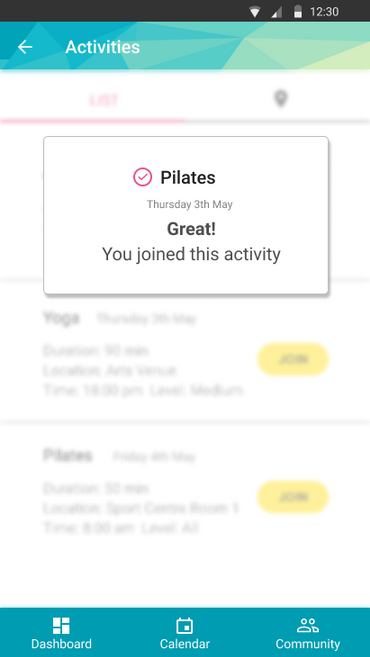 12:30
Activities
LIST
Pilates
Thursday 3th May
Great!
You joined this activity
Yoga Thursday 3th May
Duration: 90 min
Location: Arts Venue
JOIN
Time: 18:00 pm Level: Medium
Pilates Friday 4th May
Duration: 50 min
Location: Sport Centre Room 1
JOIN
Time: 8:00 am Level: All
Dashboard
Calendar
Community